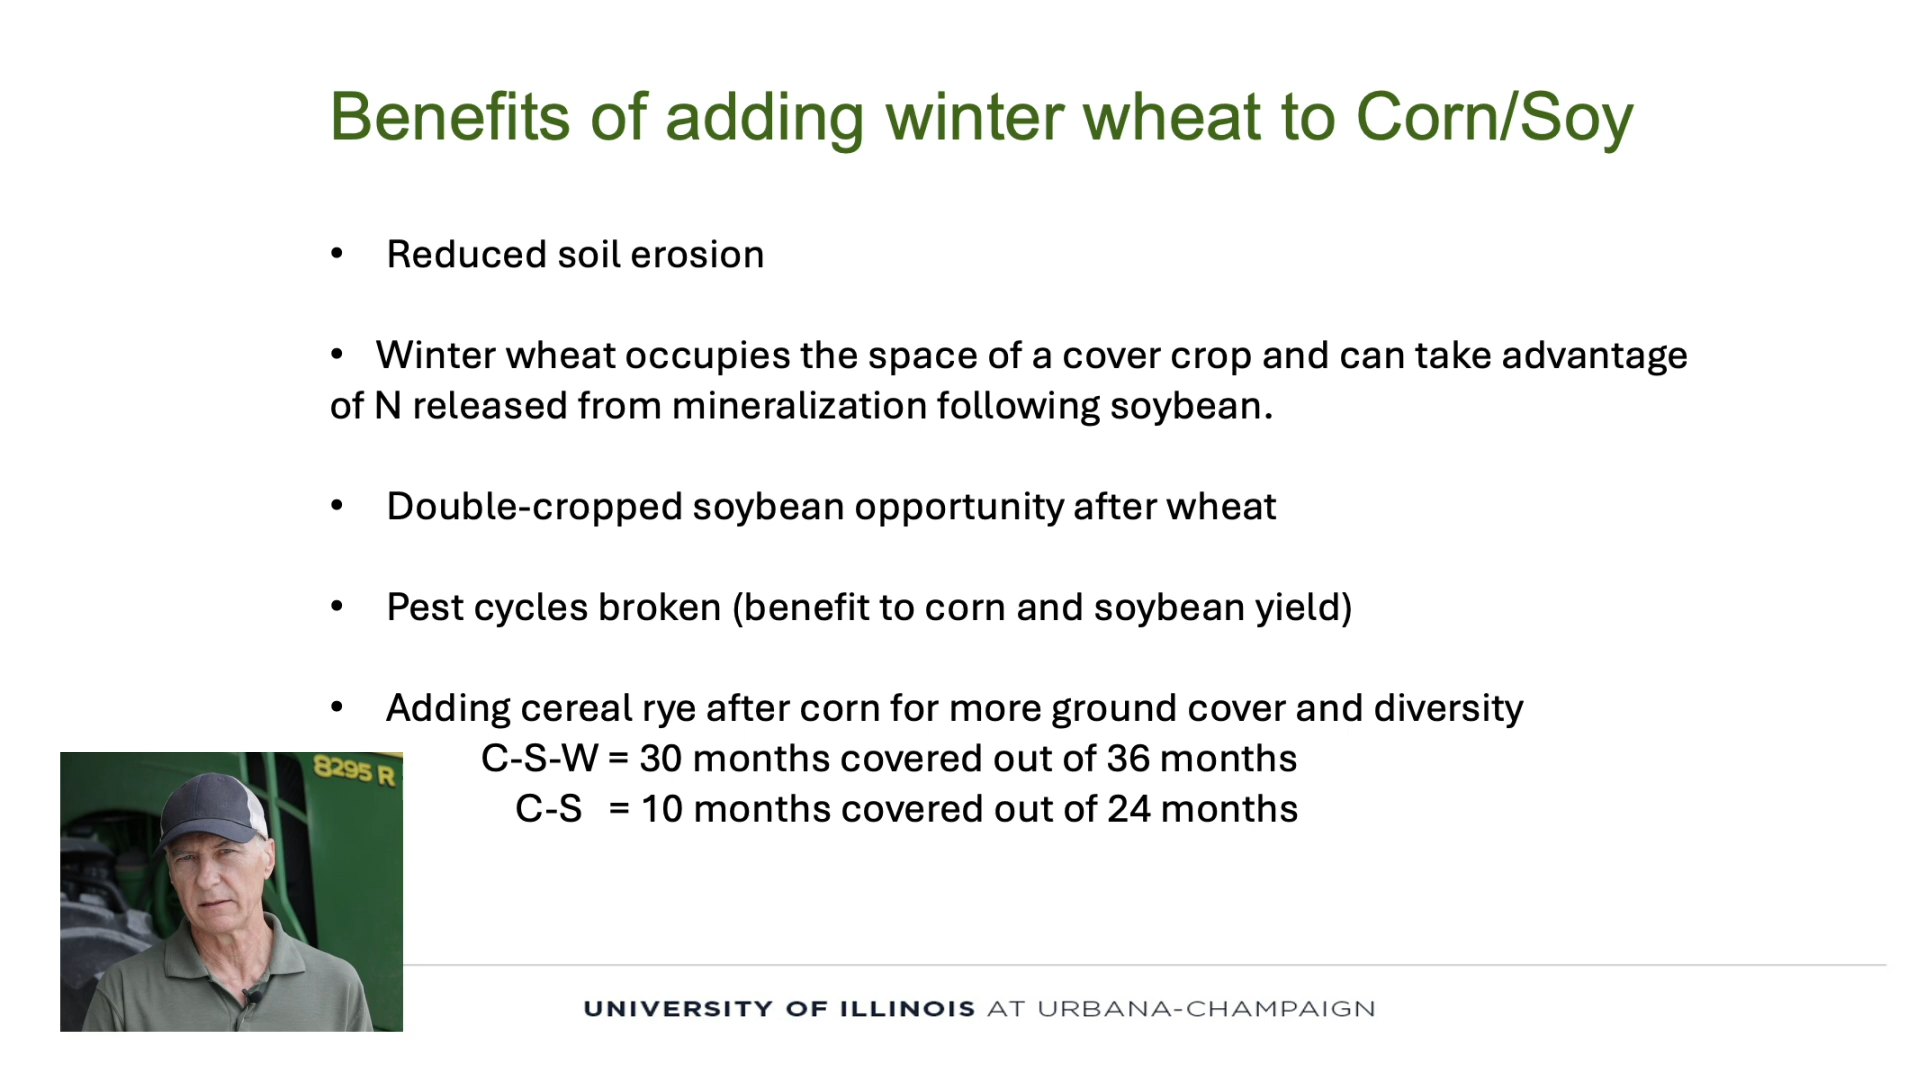 Benefits of adding winter wheat to Corn/Soy
• Reduced soil erosion
• Winter wheat occupies the space of a cover crop and can take advantage
of N released from mineralization following soybean.
• Double-cropped soybean opportunity after wheat
• Pest cycles broken (benefit to corn and soybean yield)
• Adding cereal rye after corn for more ground cover and diversity
C-S-W = 30 months covered out of 36 months
C-S = 10 months covered out of 24 months
8295 R
UNIVERSITY OF ILLINOIS AT URBANA-CHAMPAIGN